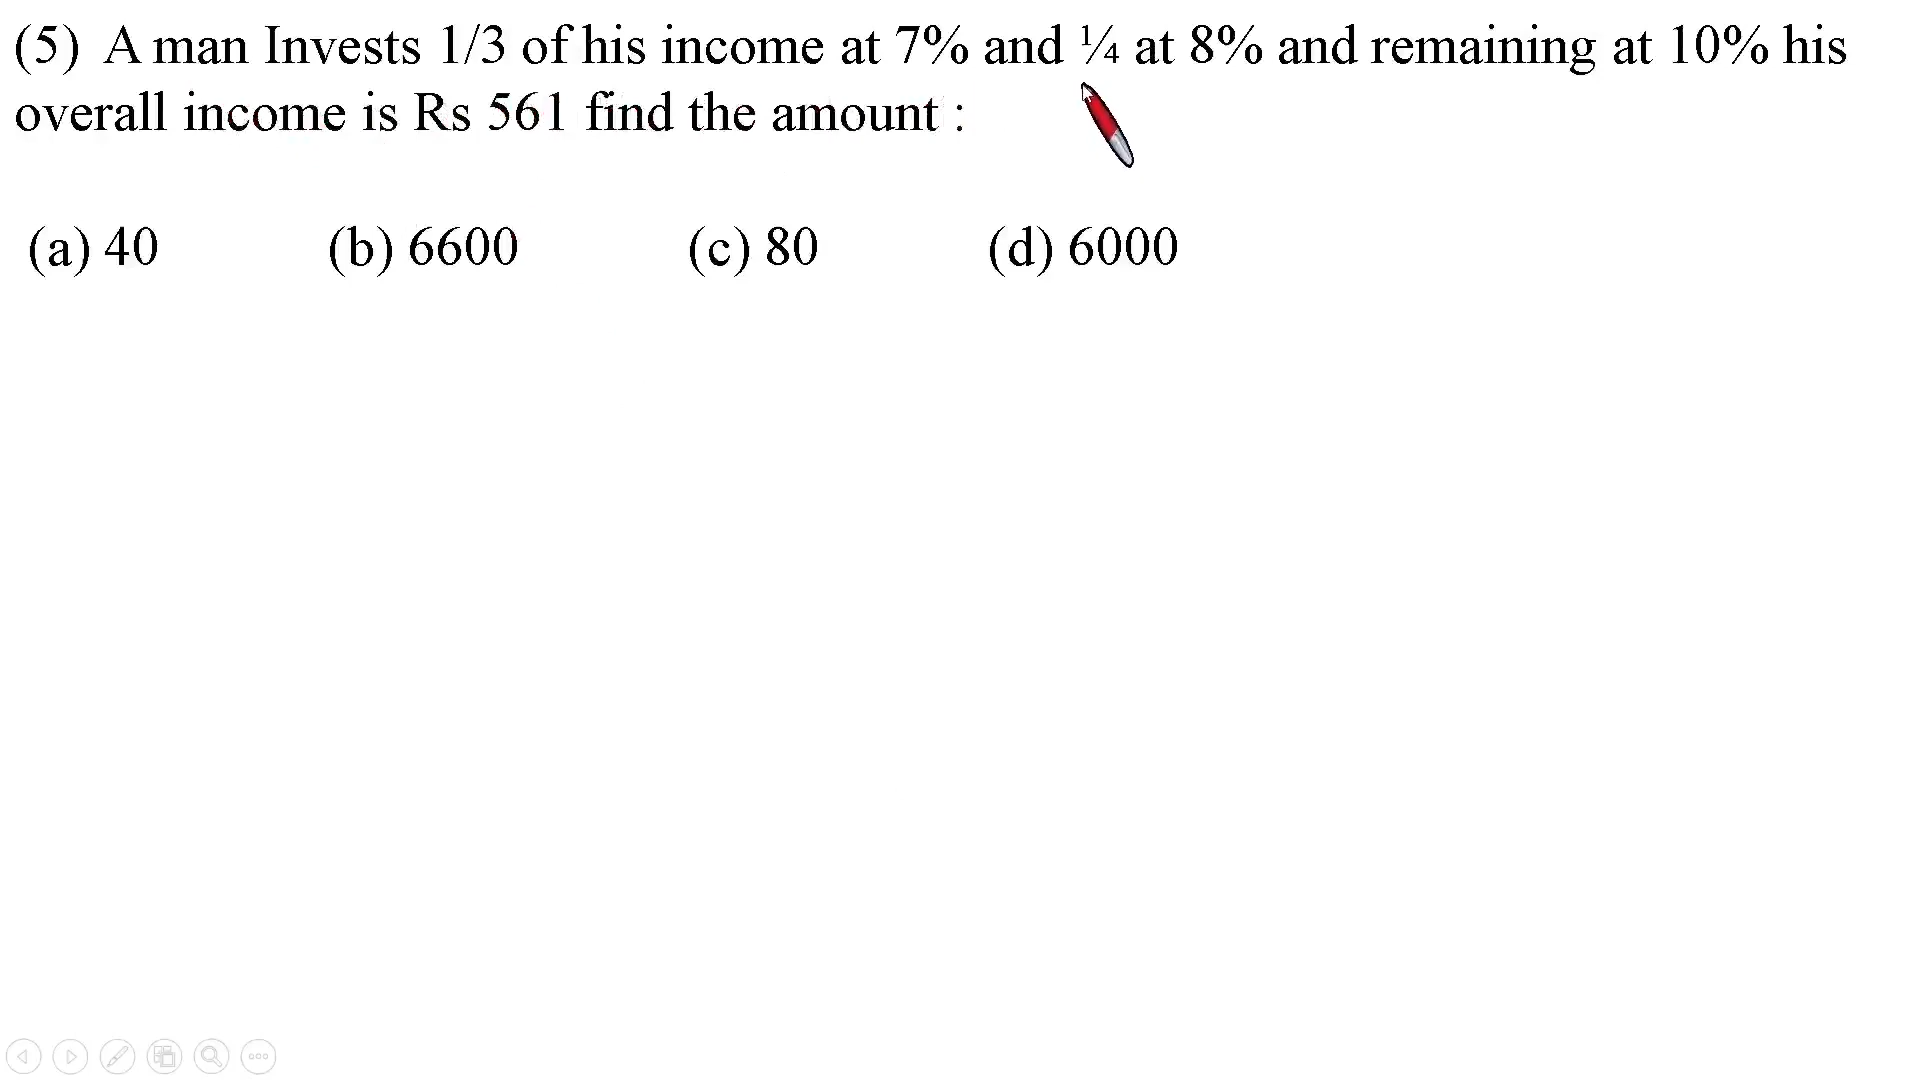 (5) A man Invests 1/3 of his income at 7% and ¼ at 8% and remaining at 10% his
overall income is Rs 561 find the amount :
(a) 40 (b) 6600 (c) 80 (d) 6000